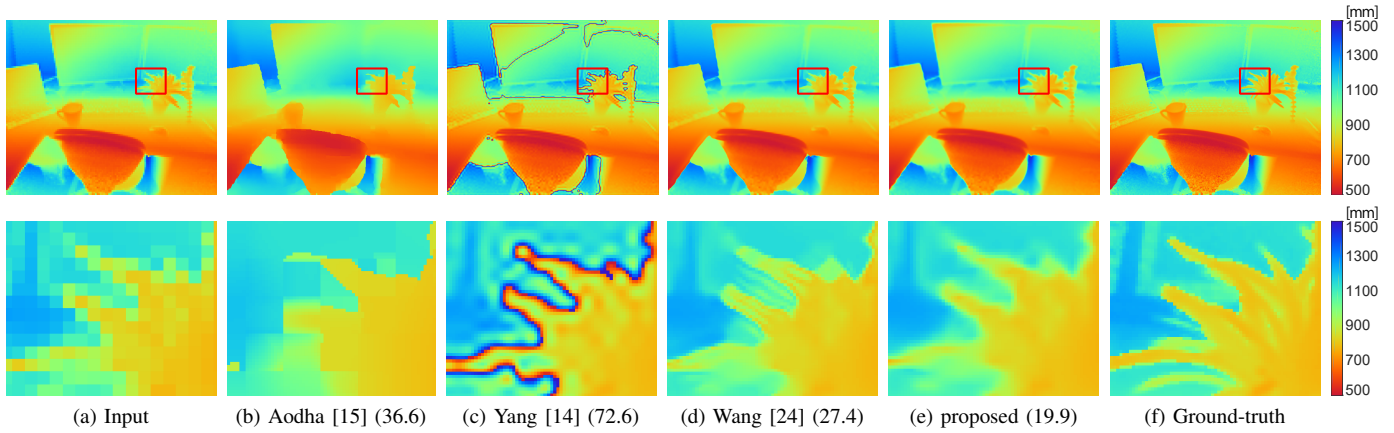 [mm]
1500
1300
1100
900
700
500
[mm]
1500
1300
1100
900
700
500
(a) Input
(b) Aodha [15] (36.6)
(c) Yang [14] (72.6)
(d) Wang [24] (27.4)
(e) proposed (19.9)
(f) Ground-truth